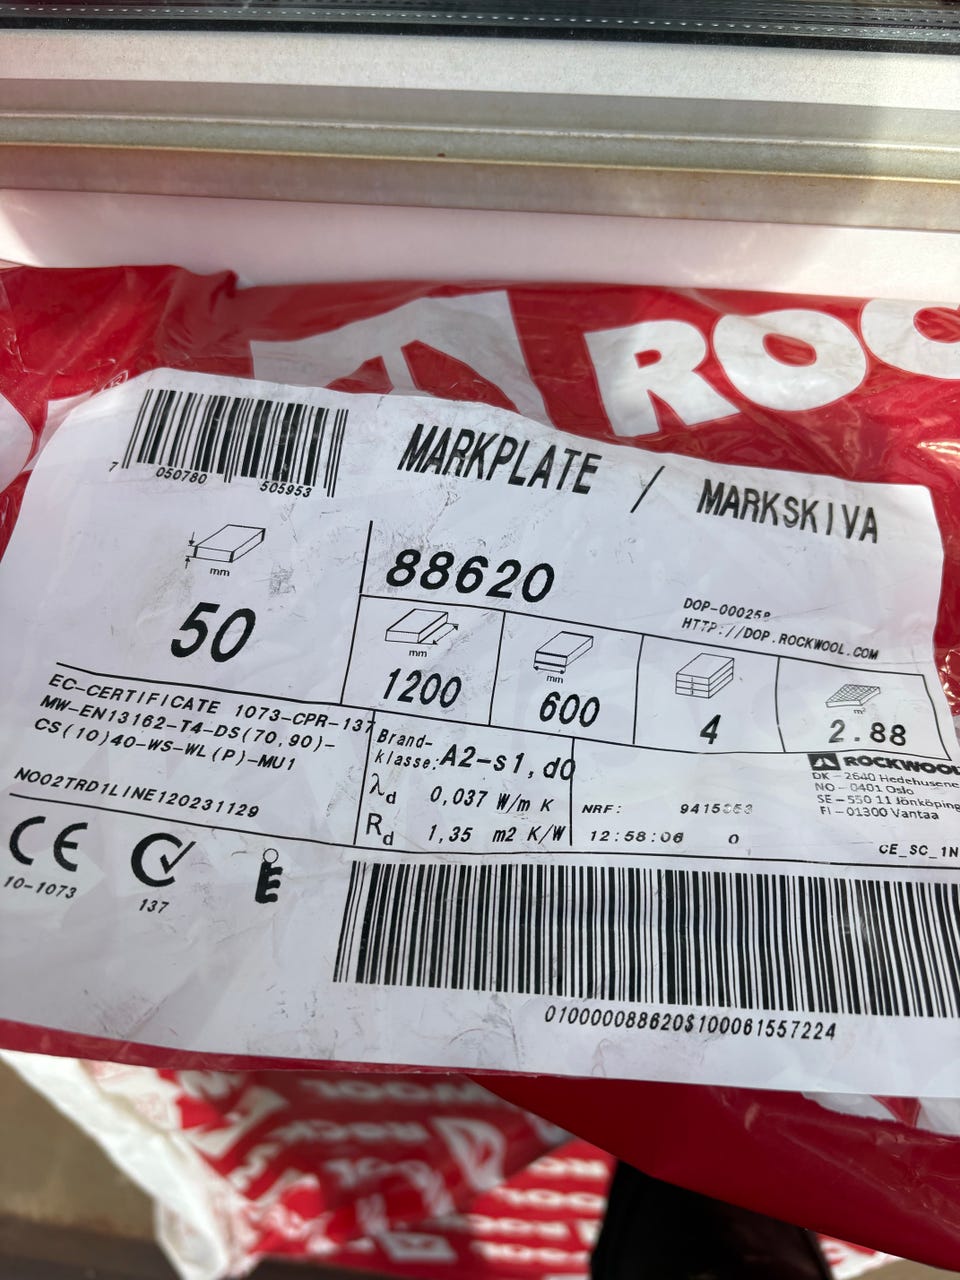 ROC
MARKPLATE / MARKSKIVA
7 050780 505953
mm
50
88620
DOP-000258
HTTP://DOP.ROCKWOOL.COM
mm
1200
mm
600
4
m²
2.88
EC-CERTIFICATE 1073-CPR-137
MW-EN13162-T4-DS(70,90)-
CS(10)40-WS-WL(P)-MU1
NO02TRD1LINE120231129
Brand-
klasse: A2-s1,d0
λd 0,037 W/m K
Rd 1,35 m2 K/W
NRF:
12:58:06 0
ROCKWOOL
DK – 2640 Hedehusene
NO – 0401 Oslo
SE – 550 11 Jönköping
FI – 01300 Vantaa
CE_SC_1N
CE
10-1073
137
010000088620$100061557224